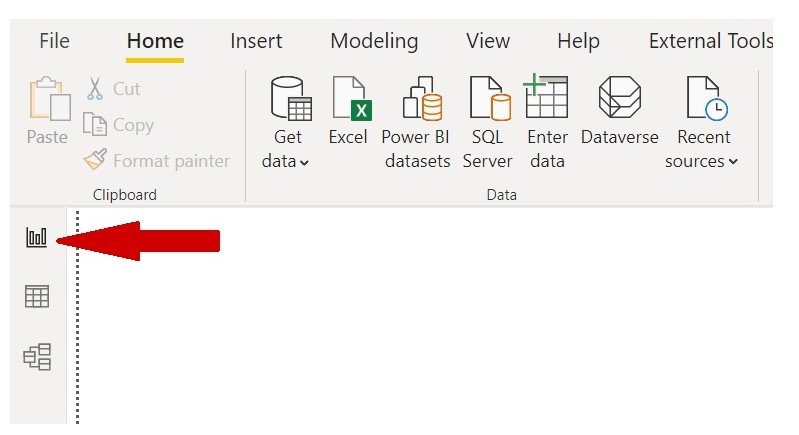 File Home Insert Modeling View Help External Tools
Paste
Cut
Copy
Format painter
Clipboard
Get data
Excel
Power BI datasets
SQL Server
Enter data
Dataverse
Recent sources
Data